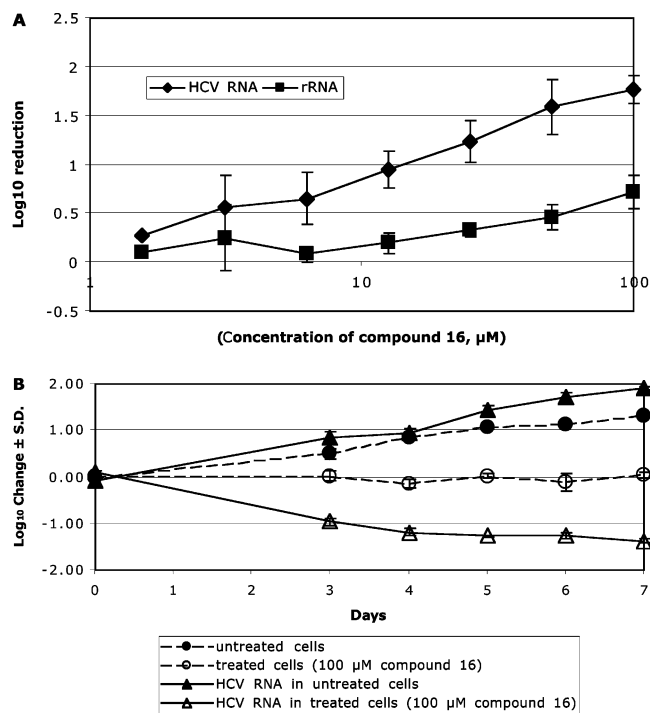 A
2.5
2
1.5
1
0.5
0
-0.5
HCV RNA rRNA
Log10 reduction
1 10 100
(Concentration of compound 16, µM)
B
2.00
1.00
0.00
-1.00
-2.00
Log10 Change ± S.D.
0 1 2 3 4 5 6 7
Days
untreated cells
treated cells (100 µM compound 16)
HCV RNA in untreated cells
HCV RNA in treated cells (100 µM compound 16)